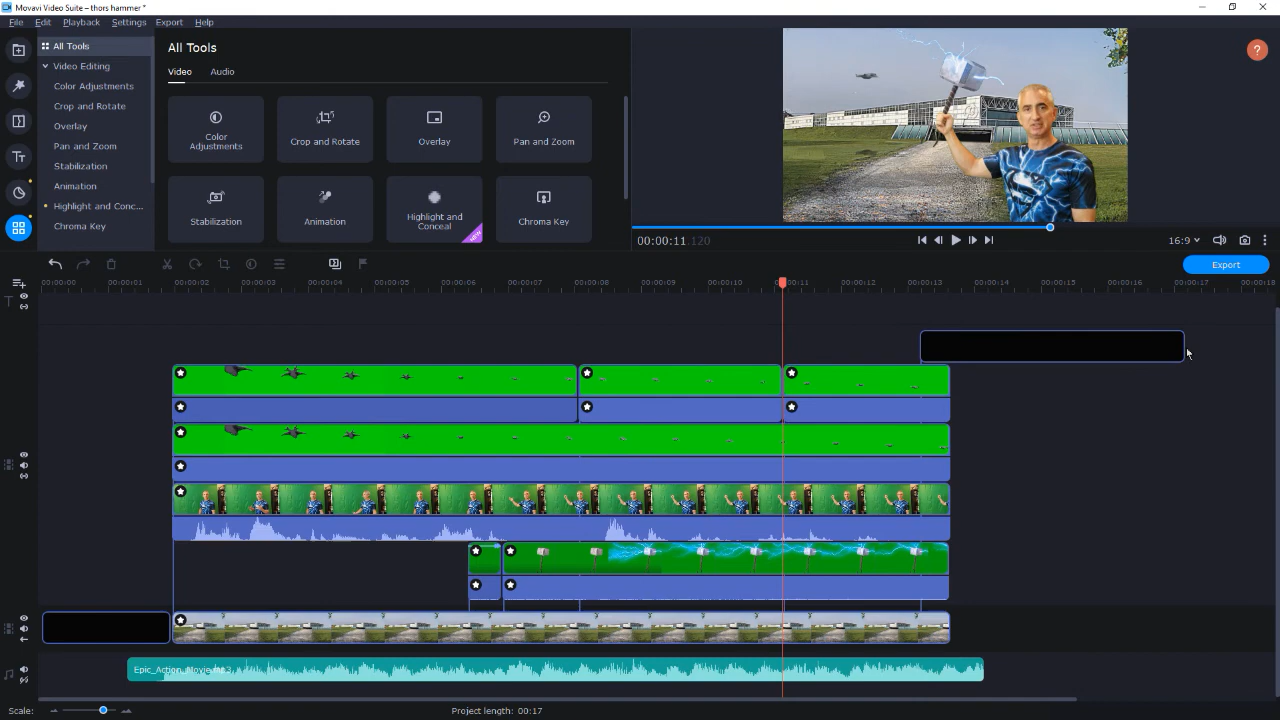 Movavi Video Suite – thors hammer *
File Edit Playback Settings Export Help
All Tools
Video Editing
Color Adjustments
Crop and Rotate
Overlay
Pan and Zoom
Stabilization
Animation
Highlight and Conc...
Chroma Key
All Tools
Video Audio
Color Adjustments
Crop and Rotate
Overlay
Pan and Zoom
Stabilization
Animation
Highlight and Conceal
NEW
Chroma Key
?
00:00:11.120
16:9
Export
00:00:00 00:00:01 00:00:02 00:00:03 00:00:04 00:00:05 00:00:06 00:00:07 00:00:08 00:00:09 00:00:10 00:00:11 00:00:12 00:00:13 00:00:14 00:00:15 00:00:16 00:00:17 00:00:18
Epic_Action_Movie.mp3
Scale:
Project length: 00:17